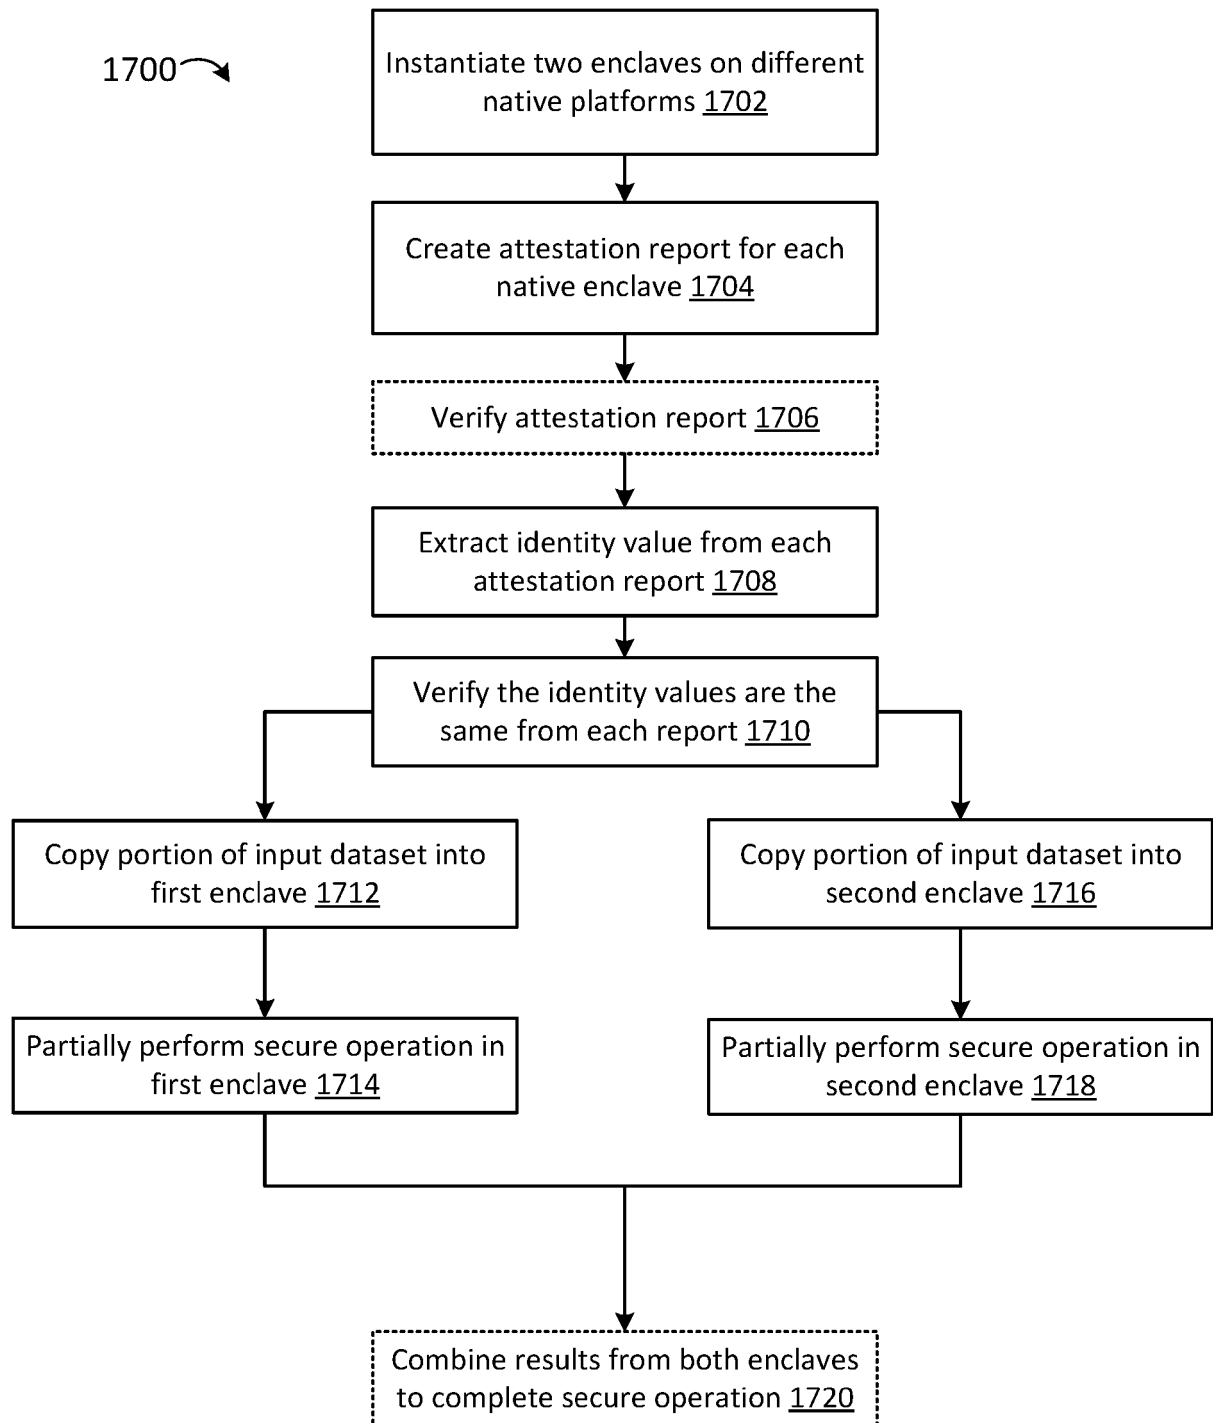 1700
Instantiate two enclaves on different
native platforms 1702
Create attestation report for each
native enclave 1704
Verify attestation report 1706
Extract identity value from each
attestation report 1708
Verify the identity values are the
same from each report 1710
Copy portion of input dataset into
first enclave 1712
Partially perform secure operation in
first enclave 1714
Copy portion of input dataset into
second enclave 1716
Partially perform secure operation in
second enclave 1718
Combine results from both enclaves
to complete secure operation 1720